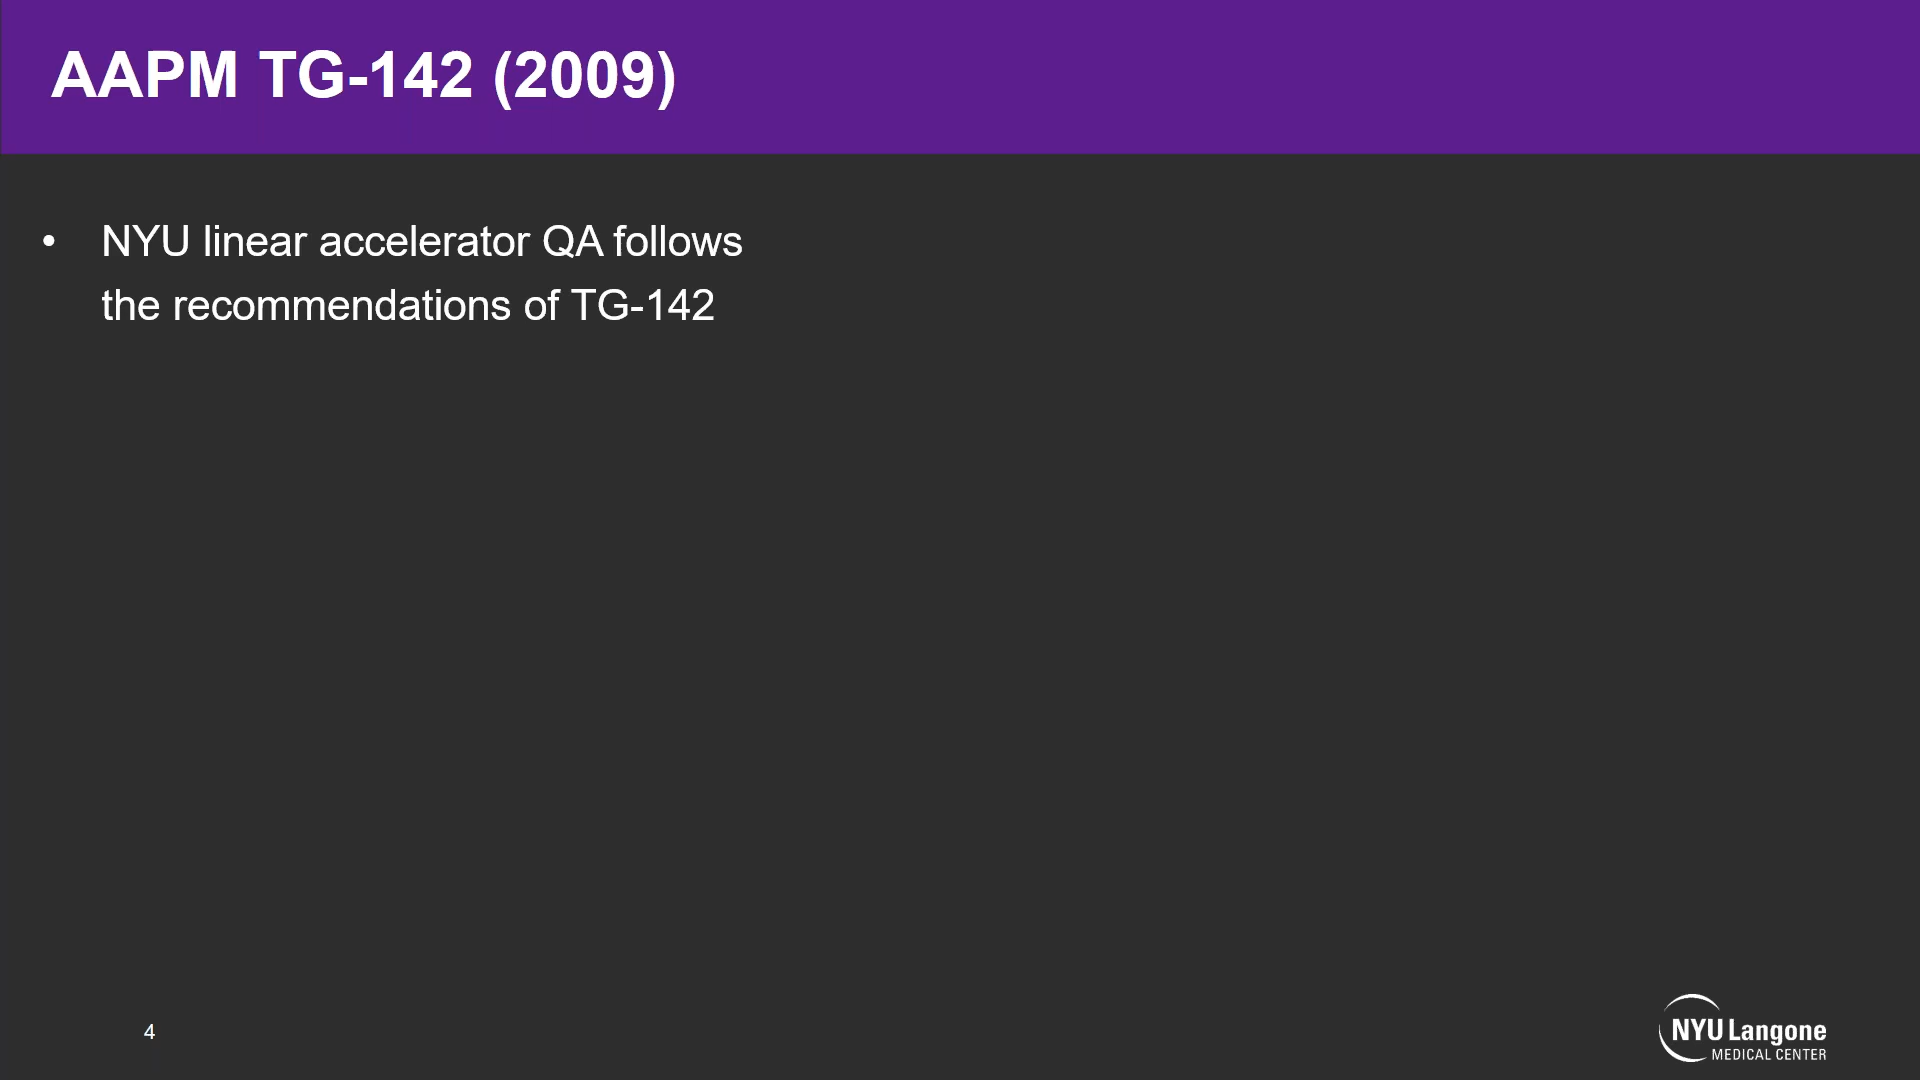 AAPM TG-142 (2009)
• NYU linear accelerator QA follows
the recommendations of TG-142
4
NYU Langone
MEDICAL CENTER